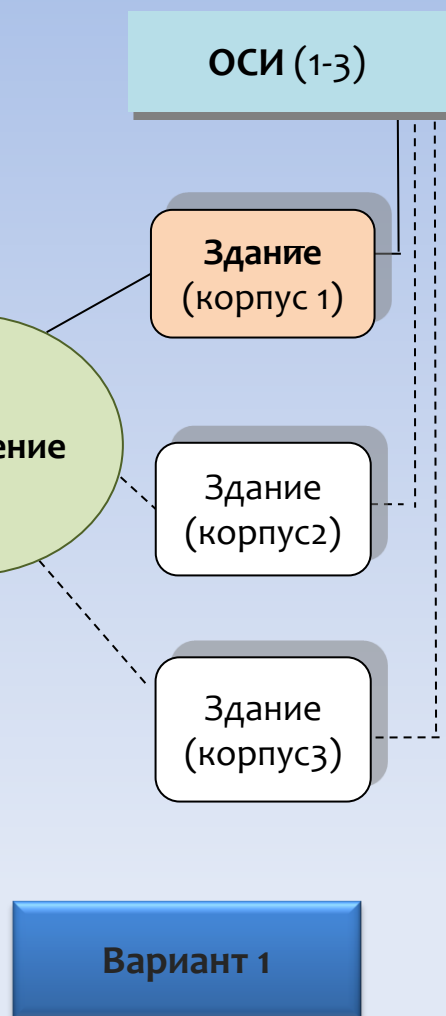 ОСИ (1-3)
Здание
(корпус 1)
ение
Здание
(корпус2)
Здание
(корпус3)
Вариант 1